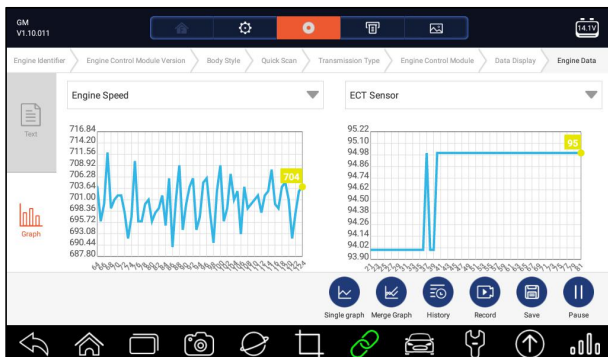 GM
V1.10.011
14.1V
Engine Identifier
Engine Control Module Version
Body Style
Quick Scan
Transmission Type
Engine Control Module
Data Display
Engine Data
Text
Graph
Engine Speed
716.84
714.20
711.56
708.92
706.28
703.64
701.00
698.36
695.72
693.08
690.44
687.80
704
ECT Sensor
95.22
95.10
94.98
94.86
94.74
94.62
94.50
94.38
94.26
94.14
94.02
93.90
95
Single graph
Merge Graph
History
Record
Save
Pause